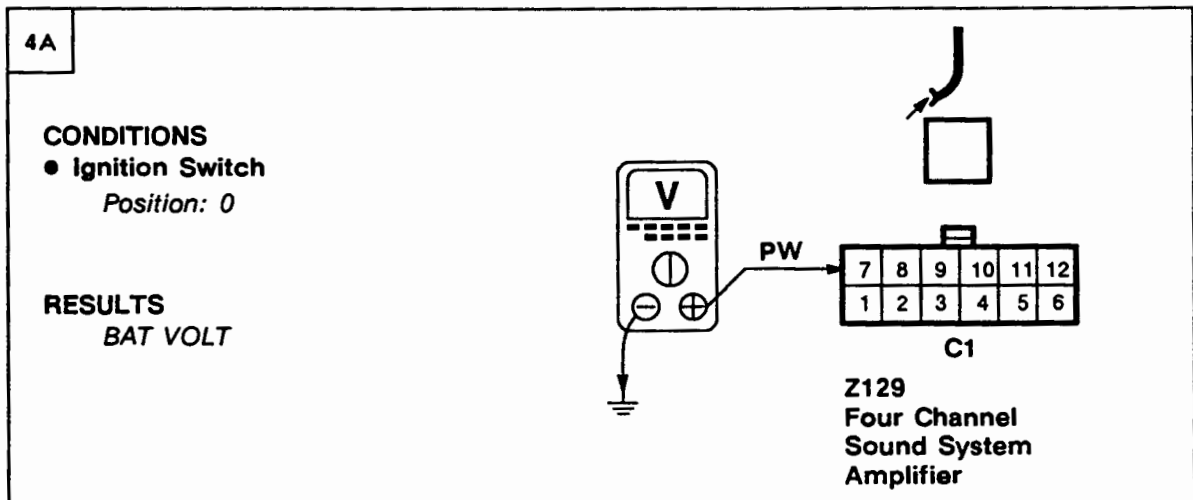 4A
CONDITIONS
● Ignition Switch
Position: 0
RESULTS
BAT VOLT
V
PW
7 8 9 10 11 12
1 2 3 4 5 6
C1
Z129
Four Channel
Sound System
Amplifier